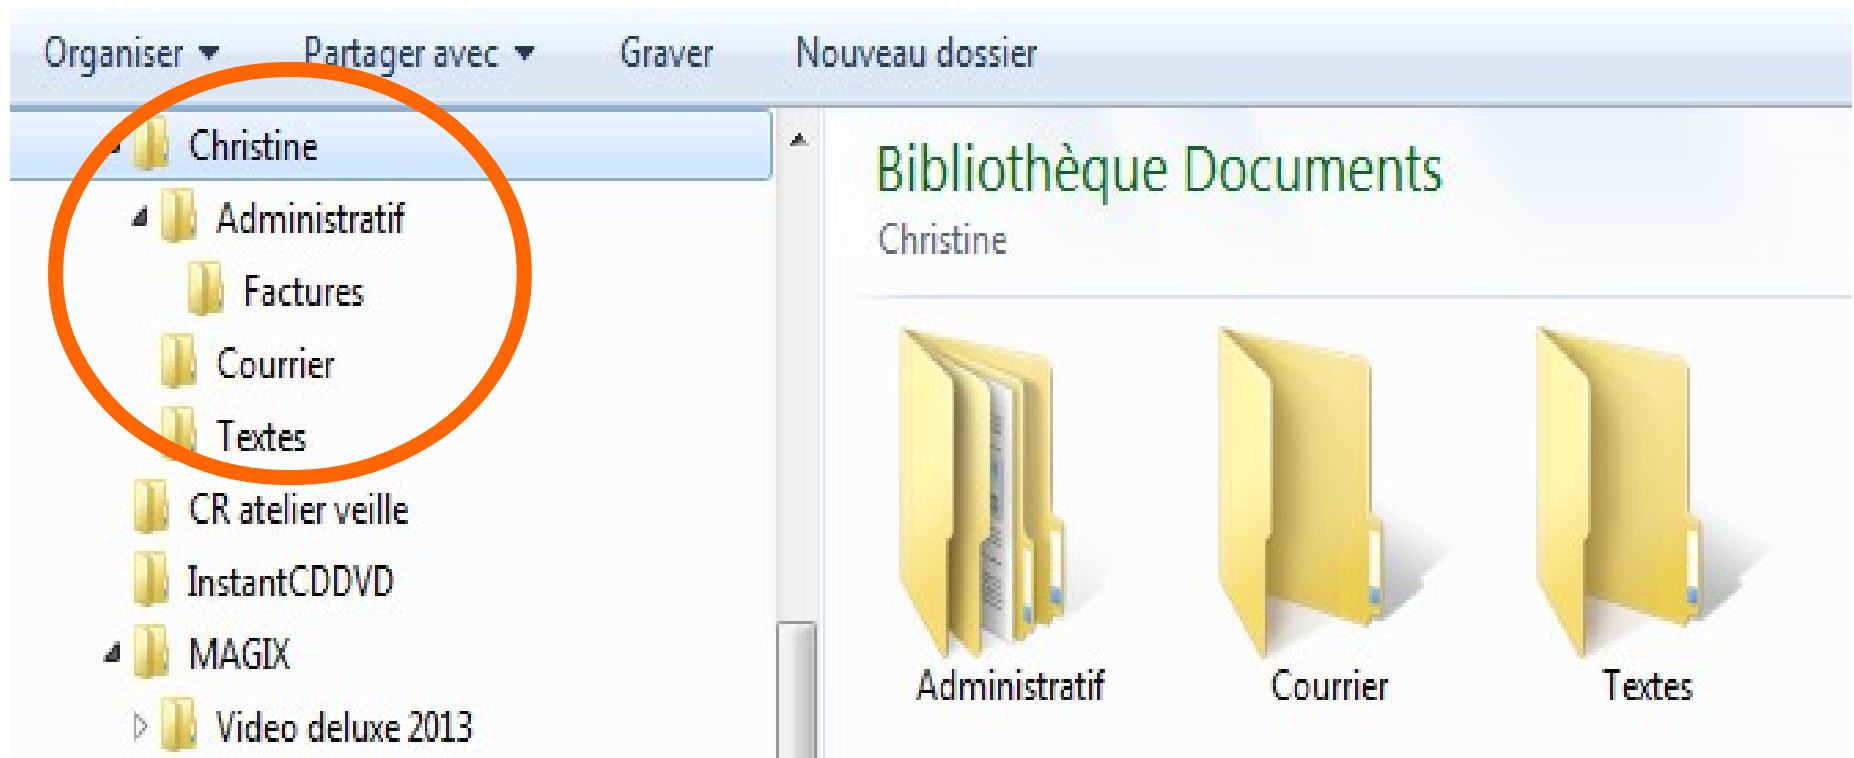 Organiser Partager avec Graver Nouveau dossier
Christine
Administratif
Factures
Courrier
Textes
CR atelier veille
InstantCDDVD
MAGIX
Video deluxe 2013
Bibliothèque Documents
Christine
Administratif Courrier Textes